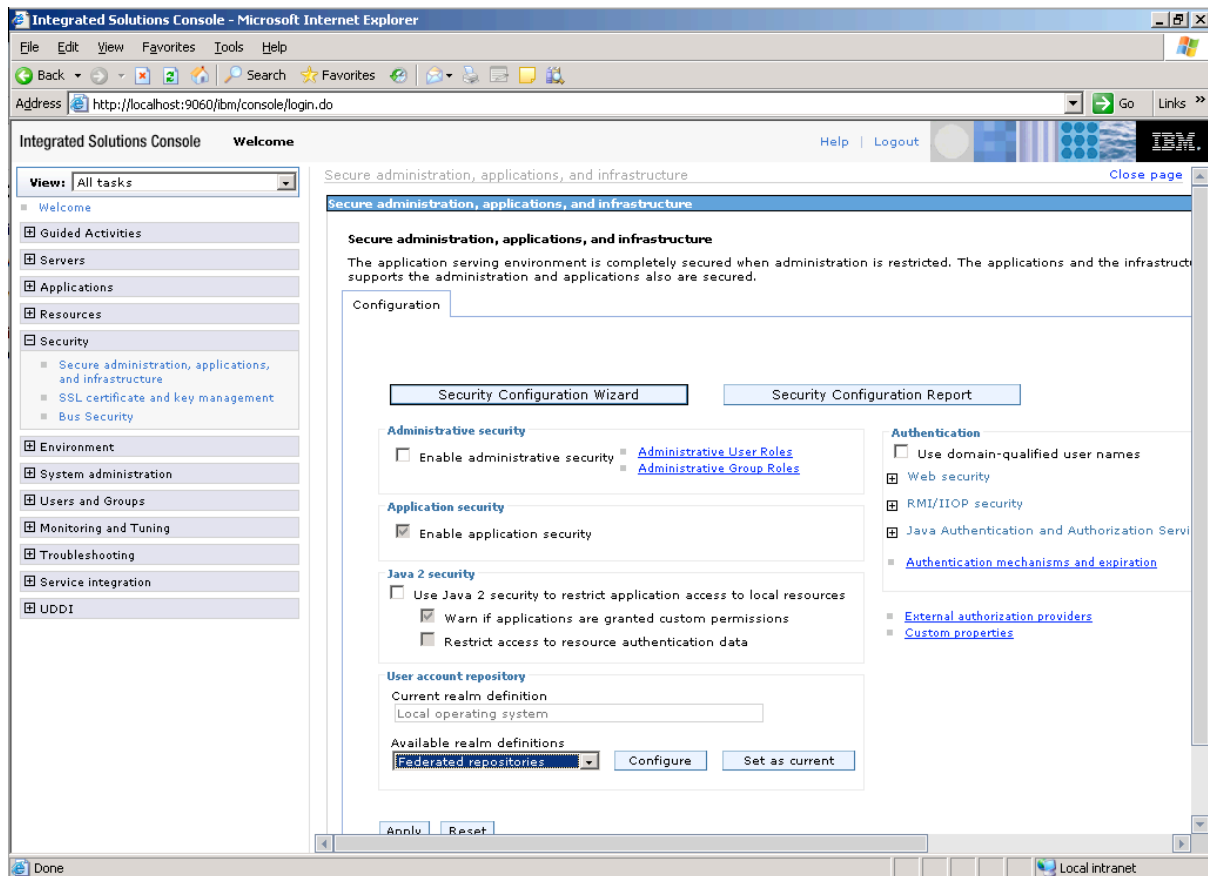 Integrated Solutions Console - Microsoft Internet Explorer
File Edit View Favorites Tools Help
Back Search Favorites
Address http://localhost:9060/ibm/console/login.do Go Links »
Integrated Solutions Console Welcome Help | Logout IBM.
View: All tasks
Welcome
Guided Activities
Servers
Applications
Resources
Security
Secure administration, applications,
and infrastructure
SSL certificate and key management
Bus Security
Environment
System administration
Users and Groups
Monitoring and Tuning
Troubleshooting
Service integration
UDDI
Secure administration, applications, and infrastructure Close page
Secure administration, applications, and infrastructure
Secure administration, applications, and infrastructure
The application serving environment is completely secured when administration is restricted. The applications and the infrastruct
supports the administration and applications also are secured.
Configuration
Security Configuration Wizard Security Configuration Report
Administrative security
Enable administrative security
Administrative User Roles
Administrative Group Roles
Application security
Enable application security
Java 2 security
Use Java 2 security to restrict application access to local resources
Warn if applications are granted custom permissions
Restrict access to resource authentication data
User account repository
Current realm definition
Local operating system
Available realm definitions
Federated repositories Configure Set as current
Apply Reset
Authentication
Use domain-qualified user names
Web security
RMI/IIOP security
Java Authentication and Authorization Servi
Authentication mechanisms and expiration
External authorization providers
Custom properties
Done Local intranet